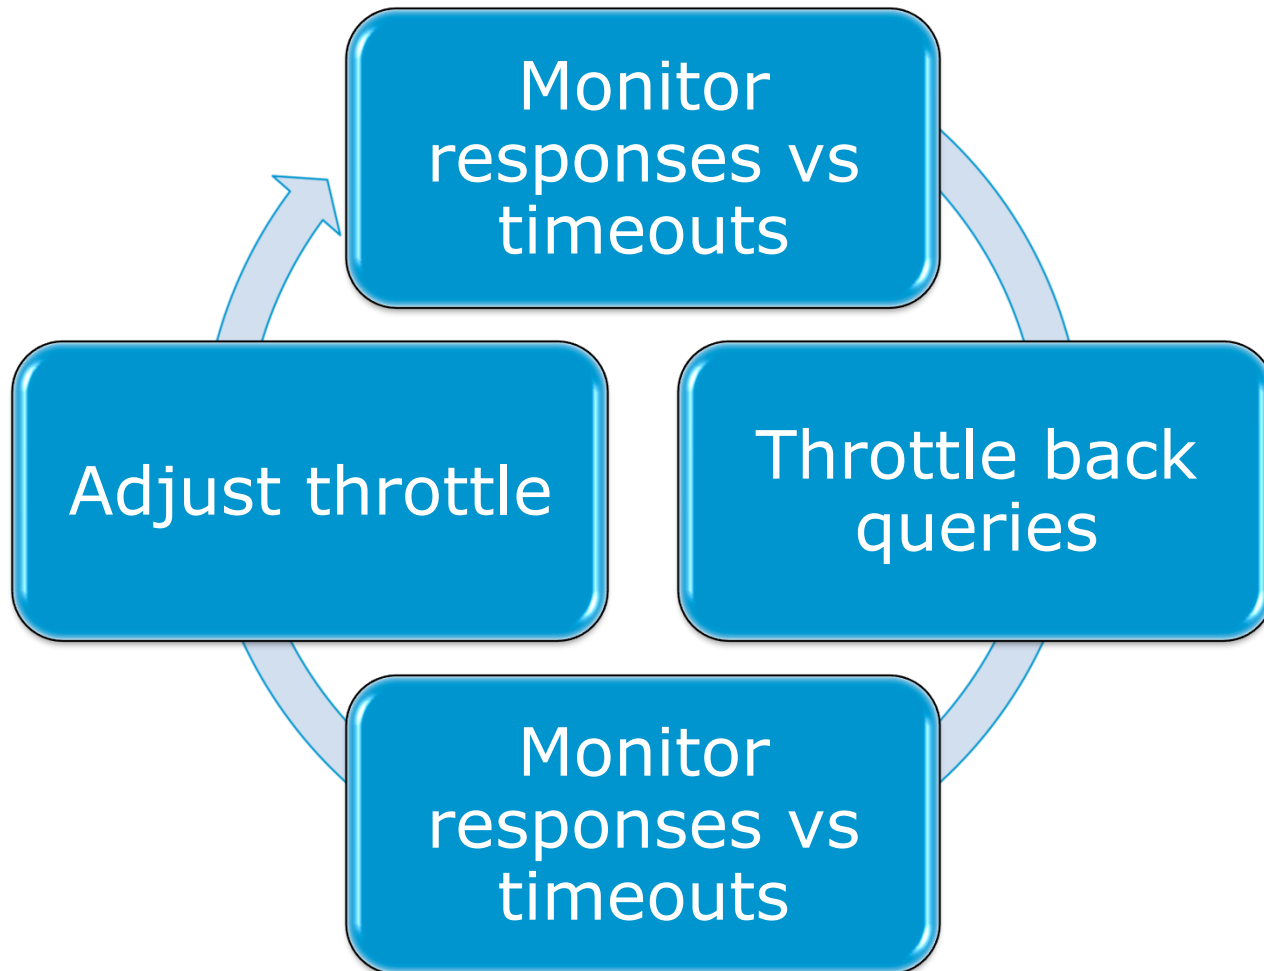 Monitor
responses vs
timeouts
Throttle back
queries
Monitor
responses vs
timeouts
Adjust throttle